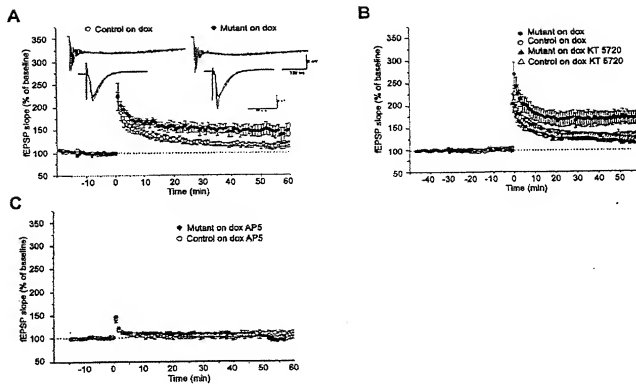 A
Control on dox
Mutant on dox
fEPSP slope (% of baseline)
350
300
250
200
150
100
50
-10 0 10 20 30 40 50 60
Time (min)
B
Mutant on dox
Control on dox
Mutant on dox KT 5720
Control on dox KT 5720
fEPSP slope (% of baseline)
350
300
250
200
150
100
50
-50 -40 -30 -20 -10 0 10 20 30 40 50
Time (min)
C
Mutant on dox AP5
Control on dox AP5
fEPSP slope (% of baseline)
350
300
250
200
150
100
50
-10 0 10 20 30 40 50 60
Time (min)